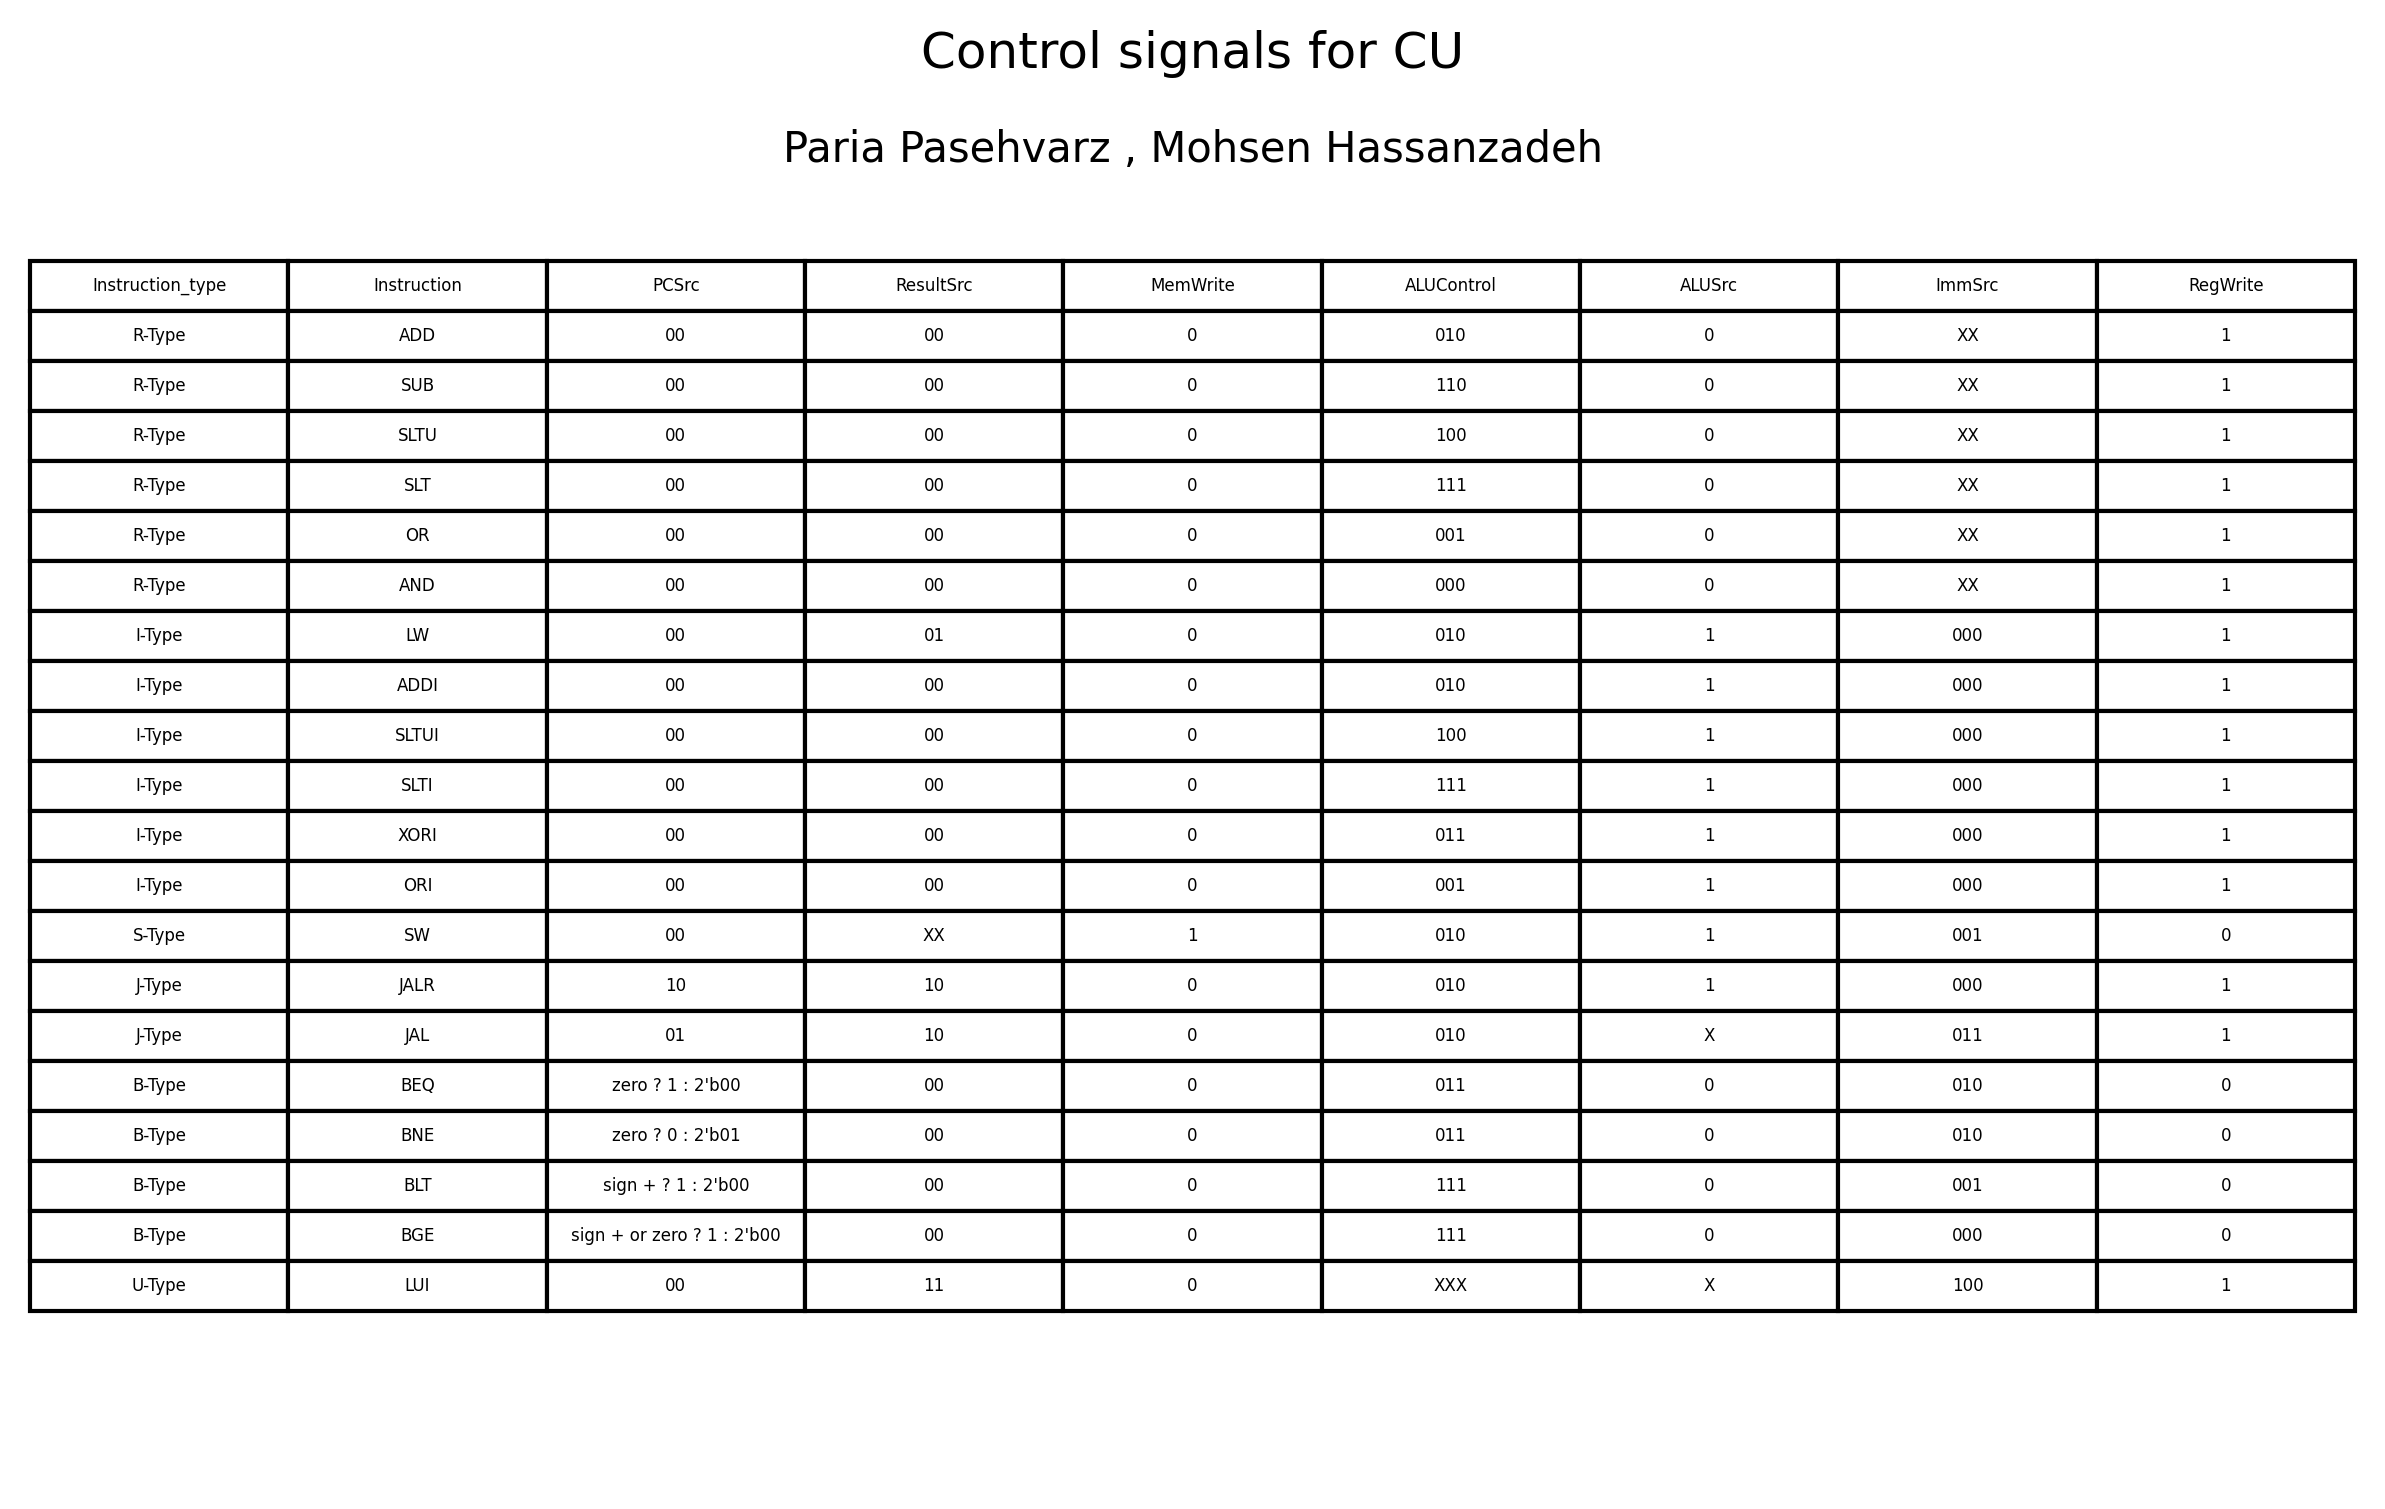 Control signals for CU
Paria Pasehvarz , Mohsen Hassanzadeh
Instruction_type Instruction PCSrc ResultSrc MemWrite ALUControl ALUSrc ImmSrc RegWrite
R-Type ADD 00 00 0 010 0 XX 1
R-Type SUB 00 00 0 110 0 XX 1
R-Type SLTU 00 00 0 100 0 XX 1
R-Type SLT 00 00 0 111 0 XX 1
R-Type OR 00 00 0 001 0 XX 1
R-Type AND 00 00 0 000 0 XX 1
I-Type LW 00 01 0 010 1 000 1
I-Type ADDI 00 00 0 010 1 000 1
I-Type SLTUI 00 00 0 100 1 000 1
I-Type SLTI 00 00 0 111 1 000 1
I-Type XORI 00 00 0 011 1 000 1
I-Type ORI 00 00 0 001 1 000 1
S-Type SW 00 XX 1 010 1 001 0
J-Type JALR 10 10 0 010 1 000 1
J-Type JAL 01 10 0 010 X 011 1
B-Type BEQ zero ? 1 : 2'b00 00 0 011 0 010 0
B-Type BNE zero ? 0 : 2'b01 00 0 011 0 010 0
B-Type BLT sign + ? 1 : 2'b00 00 0 111 0 001 0
B-Type BGE sign + or zero ? 1 : 2'b00 00 0 111 0 000 0
U-Type LUI 00 11 0 XXX X 100 1